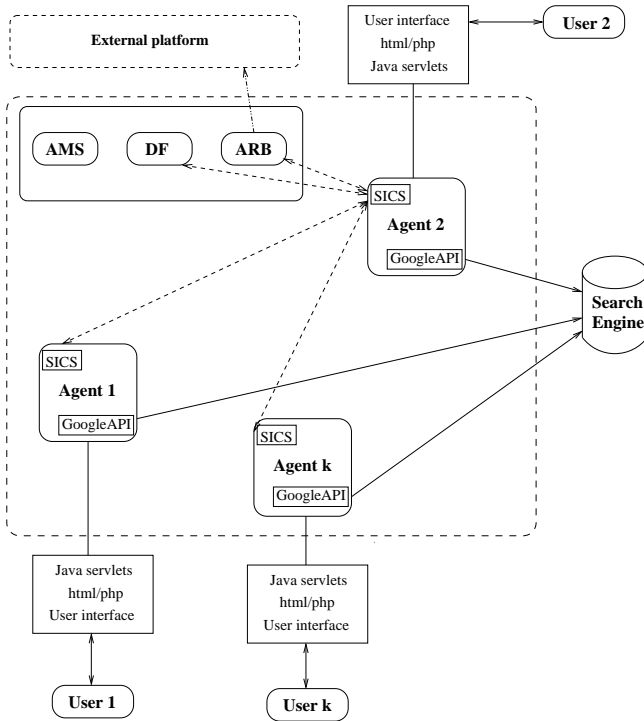 User interface
html/php
Java servlets
User 2
External platform
AMS
DF
ARB
SICS
Agent 2
GoogleAPI
Search
Engine
SICS
Agent 1
GoogleAPI
SICS
Agent k
GoogleAPI
Java servlets
html/php
User interface
Java servlets
html/php
User interface
User 1
User k